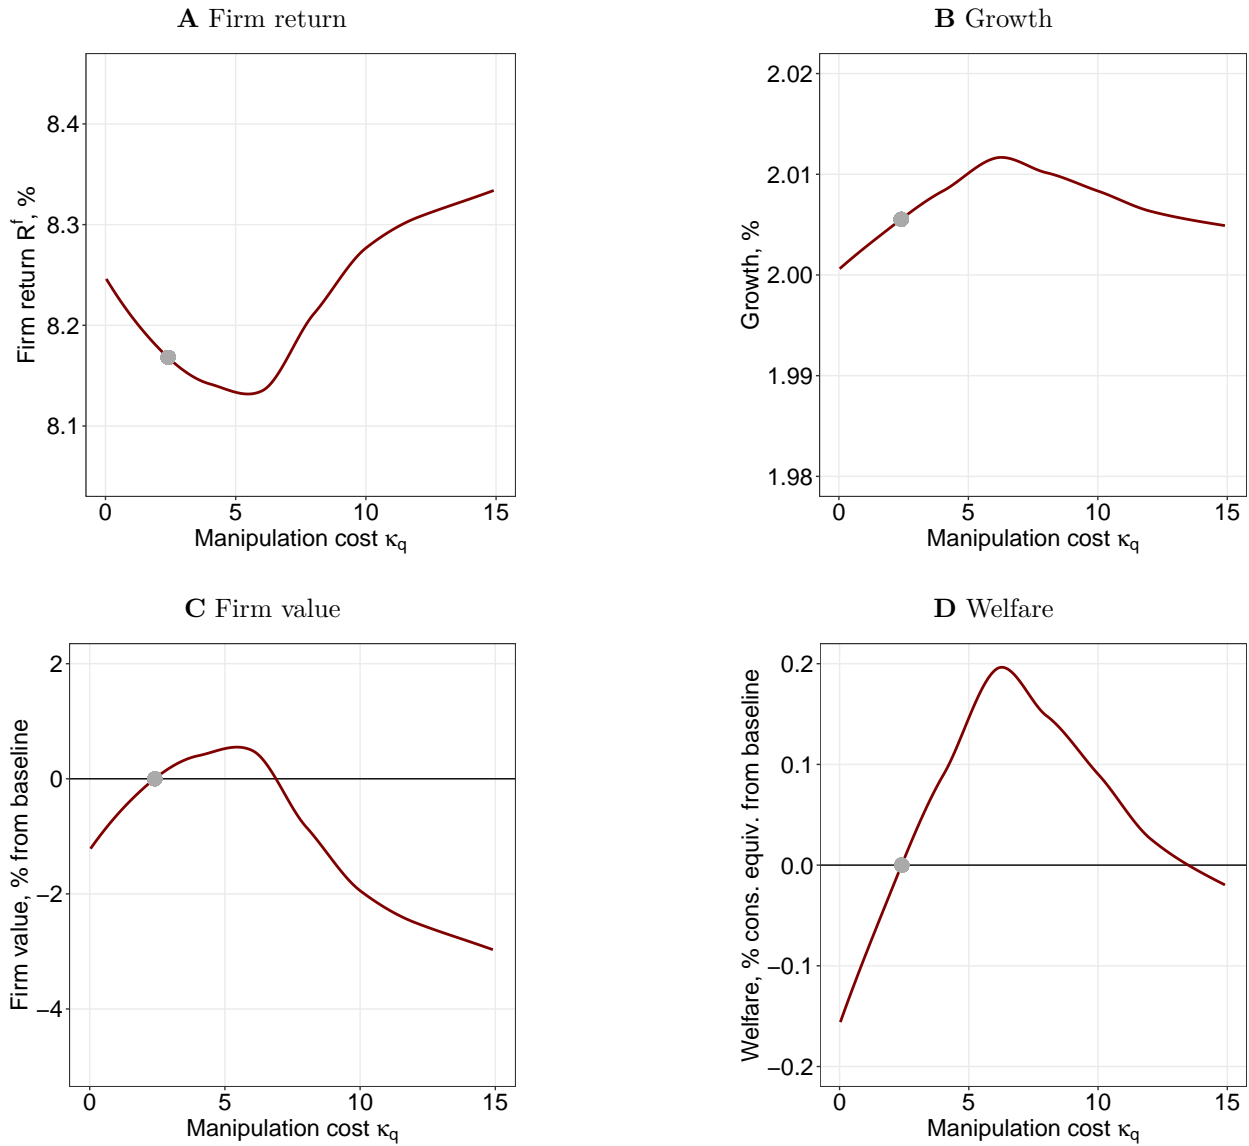 A Firm return
Firm return Rᶠ, %
8.4
8.3
8.2
8.1
0 5 10 15
Manipulation cost κq
B Growth
Growth, %
2.02
2.01
2.00
1.99
1.98
0 5 10 15
Manipulation cost κq
C Firm value
Firm value, % from baseline
2
0
−2
−4
0 5 10 15
Manipulation cost κq
D Welfare
Welfare, % cons. equiv. from baseline
0.2
0.1
0.0
−0.1
−0.2
0 5 10 15
Manipulation cost κq